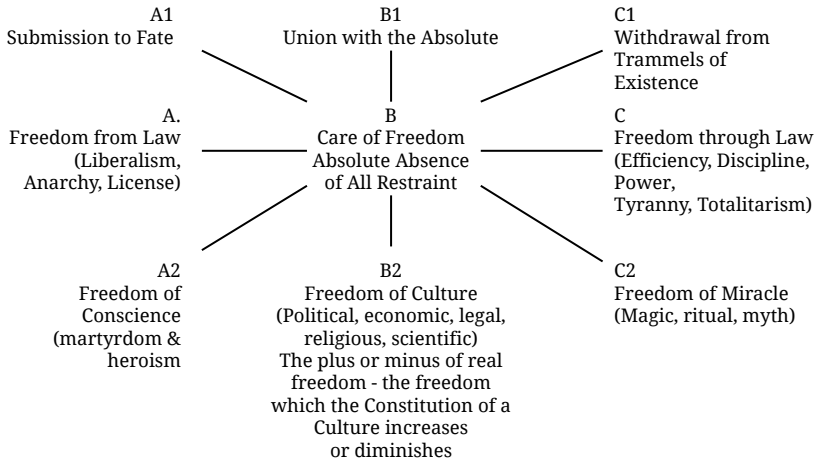 A1
Submission to Fate
B1
Union with the Absolute
C1
Withdrawal from
Trammels of
Existence
A.
Freedom from Law
(Liberalism,
Anarchy, License)
B
Care of Freedom
Absolute Absence
of All Restraint
C
Freedom through Law
(Efficiency, Discipline,
Power,
Tyranny, Totalitarism)
A2
Freedom of
Conscience
(martyrdom &
heroism
B2
Freedom of Culture
(Political, economic, legal,
religious, scientific)
The plus or minus of real
freedom - the freedom
which the Constitution of a
Culture increases
or diminishes
C2
Freedom of Miracle
(Magic, ritual, myth)